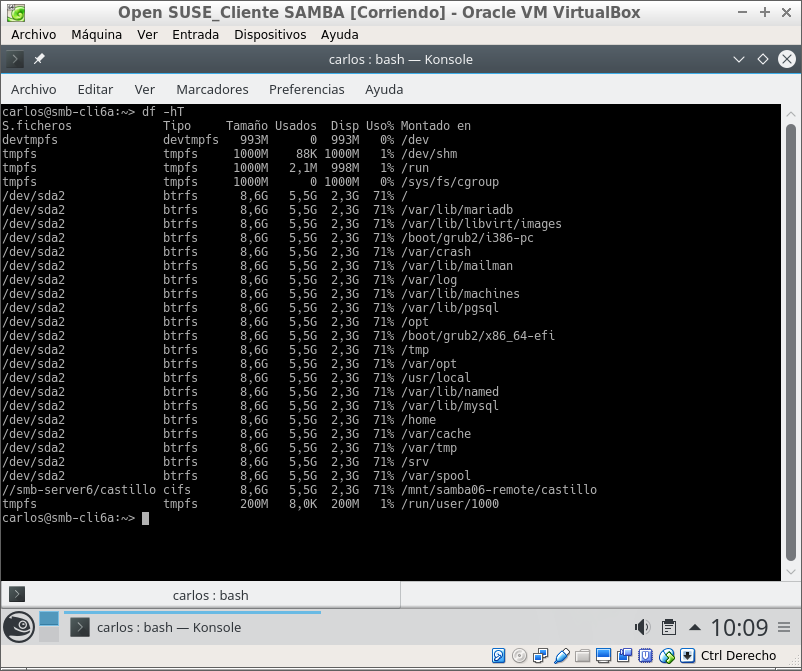 Open SUSE_Cliente SAMBA [Corriendo] - Oracle VM VirtualBox
Archivo Máquina Ver Entrada Dispositivos Ayuda
carlos : bash — Konsole
Archivo Editar Ver Marcadores Preferencias Ayuda
carlos@smb-cli6a:~> df -hT
S.ficheros Tipo Tamaño Usados Disp Uso% Montado en
devtmpfs devtmpfs 993M 0 993M 0% /dev
tmpfs tmpfs 1000M 88K 1000M 1% /dev/shm
tmpfs tmpfs 1000M 2,1M 998M 1% /run
tmpfs tmpfs 1000M 0 1000M 0% /sys/fs/cgroup
/dev/sda2 btrfs 8,6G 5,5G 2,3G 71% /
/dev/sda2 btrfs 8,6G 5,5G 2,3G 71% /var/lib/mariadb
/dev/sda2 btrfs 8,6G 5,5G 2,3G 71% /var/lib/libvirt/images
/dev/sda2 btrfs 8,6G 5,5G 2,3G 71% /boot/grub2/i386-pc
/dev/sda2 btrfs 8,6G 5,5G 2,3G 71% /var/crash
/dev/sda2 btrfs 8,6G 5,5G 2,3G 71% /var/lib/mailman
/dev/sda2 btrfs 8,6G 5,5G 2,3G 71% /var/log
/dev/sda2 btrfs 8,6G 5,5G 2,3G 71% /var/lib/machines
/dev/sda2 btrfs 8,6G 5,5G 2,3G 71% /var/lib/pgsql
/dev/sda2 btrfs 8,6G 5,5G 2,3G 71% /opt
/dev/sda2 btrfs 8,6G 5,5G 2,3G 71% /boot/grub2/x86_64-efi
/dev/sda2 btrfs 8,6G 5,5G 2,3G 71% /tmp
/dev/sda2 btrfs 8,6G 5,5G 2,3G 71% /var/opt
/dev/sda2 btrfs 8,6G 5,5G 2,3G 71% /usr/local
/dev/sda2 btrfs 8,6G 5,5G 2,3G 71% /var/lib/named
/dev/sda2 btrfs 8,6G 5,5G 2,3G 71% /var/lib/mysql
/dev/sda2 btrfs 8,6G 5,5G 2,3G 71% /home
/dev/sda2 btrfs 8,6G 5,5G 2,3G 71% /var/cache
/dev/sda2 btrfs 8,6G 5,5G 2,3G 71% /var/tmp
/dev/sda2 btrfs 8,6G 5,5G 2,3G 71% /srv
/dev/sda2 btrfs 8,6G 5,5G 2,3G 71% /var/spool
//smb-server6/castillo cifs 8,6G 5,5G 2,3G 71% /mnt/samba06-remote/castillo
tmpfs tmpfs 200M 8,0K 200M 1% /run/user/1000
carlos@smb-cli6a:~>
carlos : bash
carlos : bash — Konsole
10:09
Ctrl Derecho